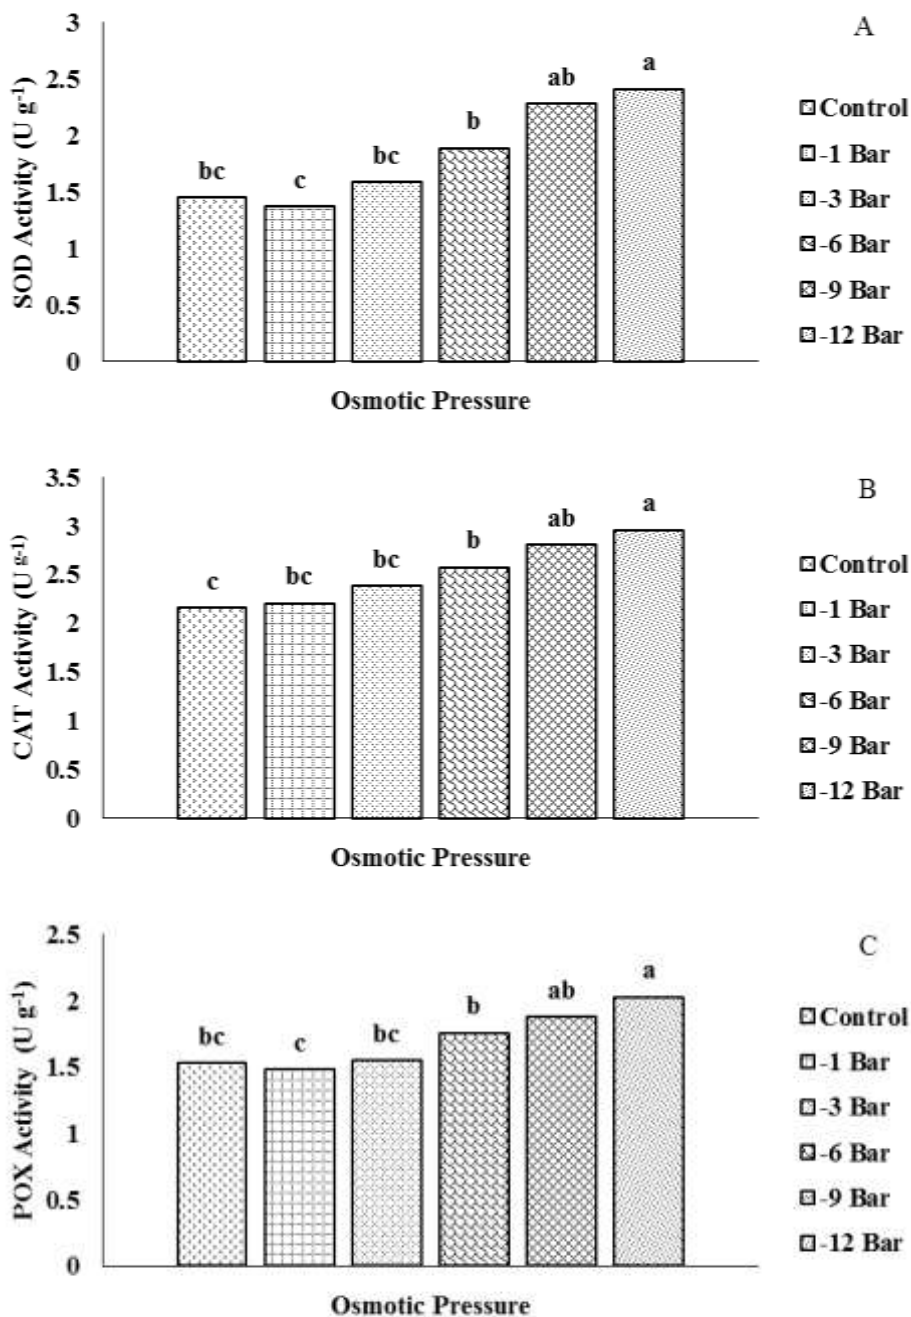 A
3
2.5
2
1.5
1
0.5
0
SOD Activity (U g-1)
bc
c
bc
b
ab
a
Osmotic Pressure
Control
-1 Bar
-3 Bar
-6 Bar
-9 Bar
-12 Bar
B
3.5
3
2.5
2
1.5
1
0.5
0
CAT Activity (U g-1)
c
bc
bc
b
ab
a
Osmotic Pressure
Control
-1 Bar
-3 Bar
-6 Bar
-9 Bar
-12 Bar
C
2.5
2
1.5
1
0.5
0
POX Activity (U g-1)
bc
c
bc
b
ab
a
Osmotic Pressure
Control
-1 Bar
-3 Bar
-6 Bar
-9 Bar
-12 Bar